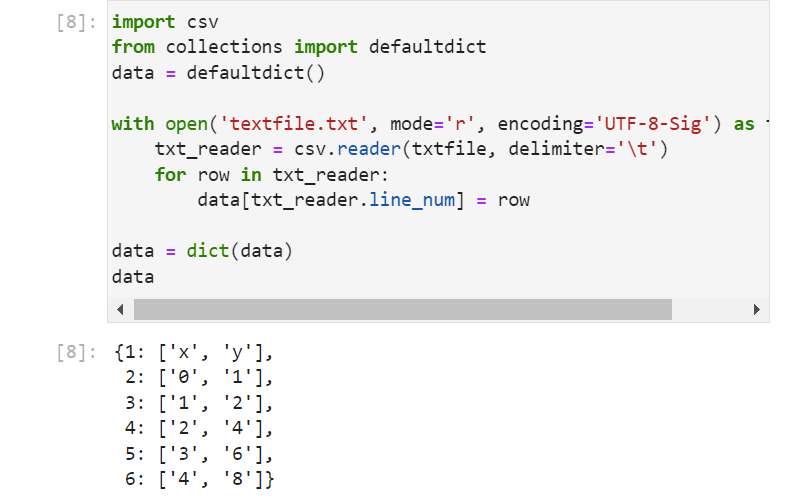 [8]: import csv
from collections import defaultdict
data = defaultdict()

with open('textfile.txt', mode='r', encoding='UTF-8-Sig') as
    txt_reader = csv.reader(txtfile, delimiter='\t')
    for row in txt_reader:
        data[txt_reader.line_num] = row

data = dict(data)
data
[8]: {1: ['x', 'y'],
 2: ['0', '1'],
 3: ['1', '2'],
 4: ['2', '4'],
 5: ['3', '6'],
 6: ['4', '8']}